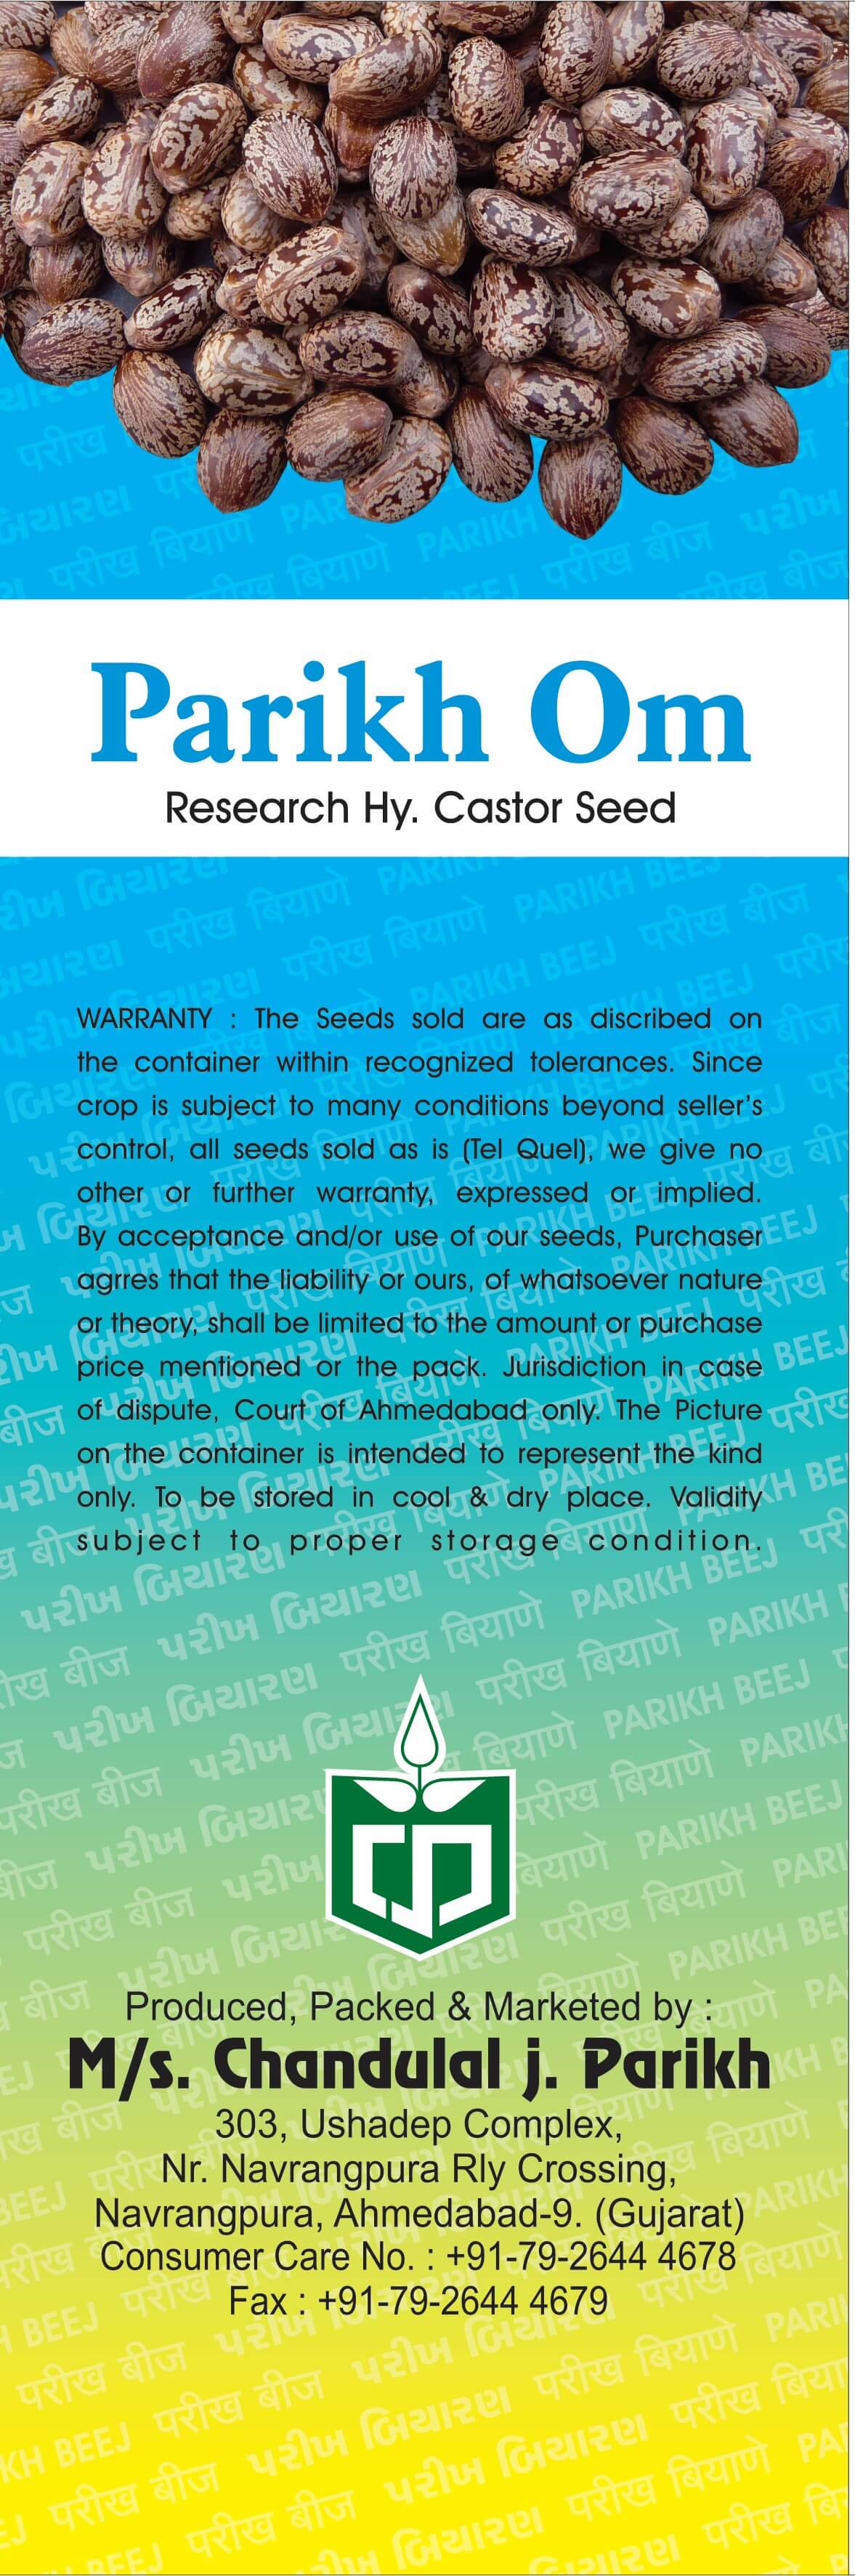 Parikh Om
Research Hy. Castor Seed
WARRANTY : The Seeds sold are as discribed on
the container within recognized tolerances. Since
crop is subject to many conditions beyond seller's
control, all seeds sold as is (Tel Quel), we give no
other or further warranty, expressed or implied.
By acceptance and/or use of our seeds, Purchaser
agrres that the liability or ours, of whatsoever nature
or theory, shall be limited to the amount or purchase
price mentioned or the pack. Jurisdiction in case
of dispute, Court of Ahmedabad only. The Picture
on the container is intended to represent the kind
only. To be stored in cool & dry place. Validity
subject to proper storage condition.
પરીખ બિયારણ परीख बियाणे PARIKH BEEJ परीख बीज
Produced, Packed & Marketed by :
M/s. Chandulal j. Parikh
303, Ushadep Complex,
Nr. Navrangpura Rly Crossing,
Navrangpura, Ahmedabad-9. (Gujarat)
Consumer Care No. : +91-79-2644 4678
Fax : +91-79-2644 4679